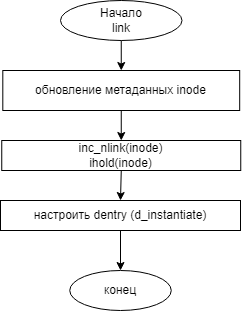 Начало
link
обновление метаданных inode
inc_nlink(inode)
ihold(inode)
настроить dentry (d_instantiate)
конец